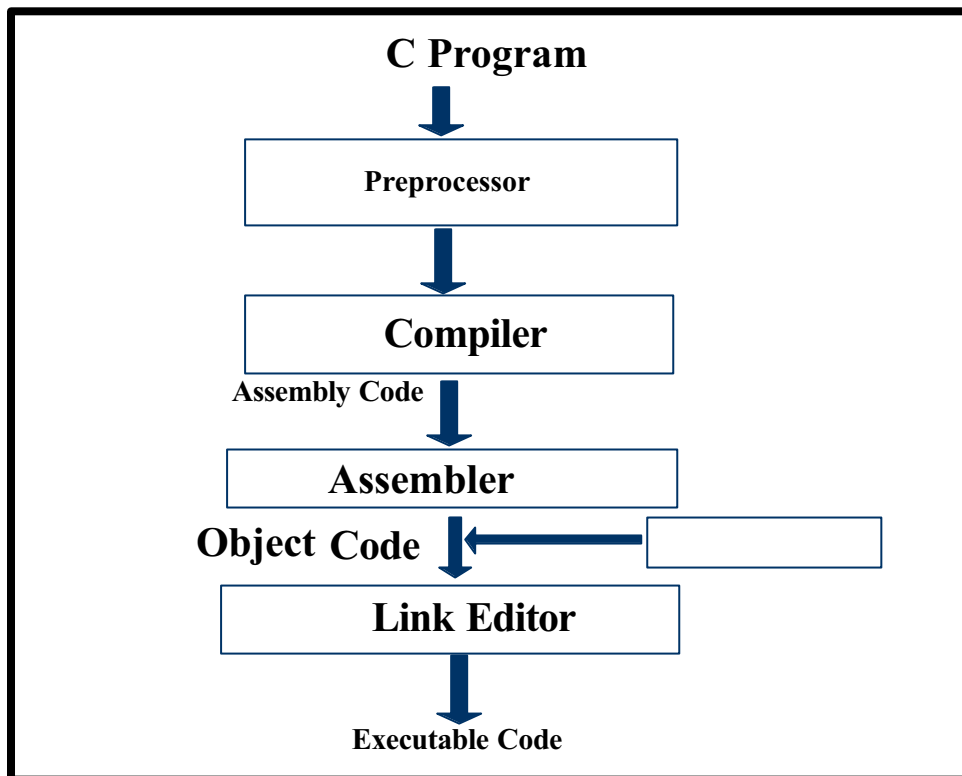 C Program
Preprocessor
Compiler
Assembly Code
Assembler
Object Code
Link Editor
Executable Code